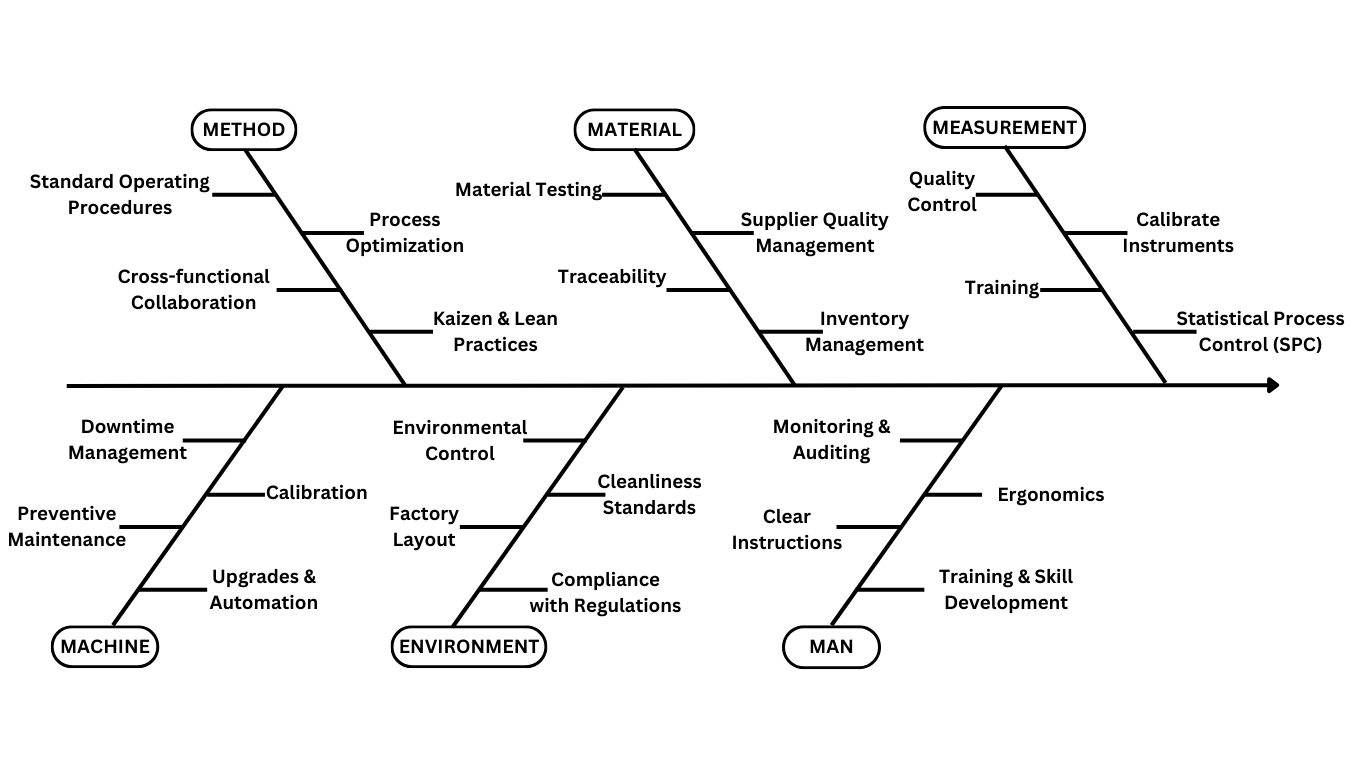 METHOD
Standard Operating
Procedures
Process
Optimization
Cross-functional
Collaboration
Kaizen & Lean
Practices
MATERIAL
Material Testing
Supplier Quality
Management
Traceability
Inventory
Management
MEASUREMENT
Quality
Control
Calibrate
Instruments
Training
Statistical Process
Control (SPC)
Downtime
Management
Calibration
Preventive
Maintenance
Upgrades &
Automation
MACHINE
Environmental
Control
Cleanliness
Standards
Factory
Layout
Compliance
with Regulations
ENVIRONMENT
Monitoring &
Auditing
Ergonomics
Clear
Instructions
Training & Skill
Development
MAN